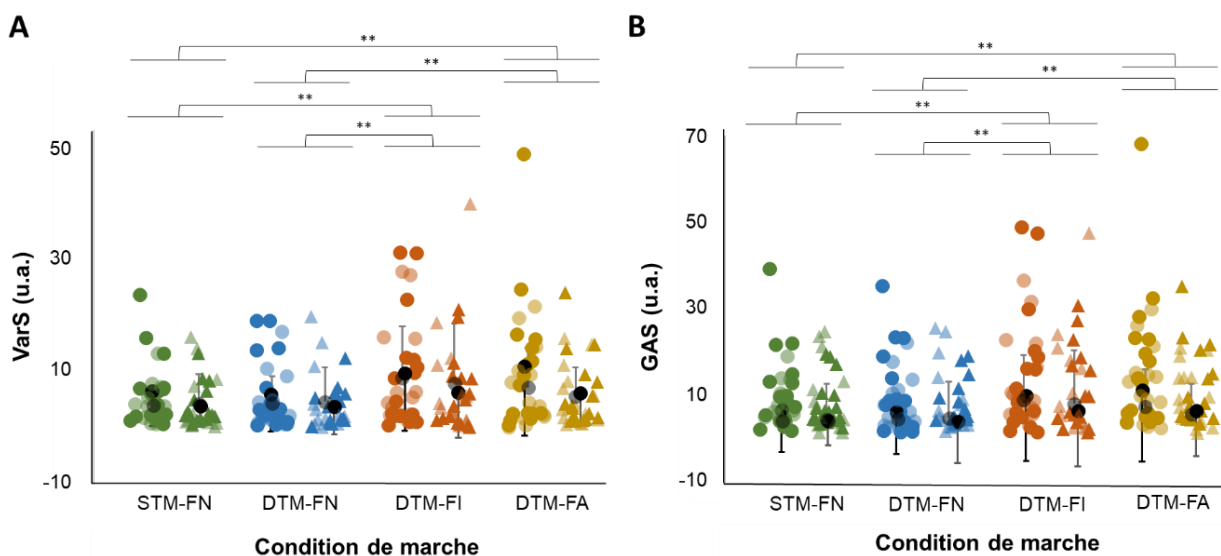 A
**
**
**
**
50
30
10
-10
VarS (u.a.)
STM-FN DTM-FN DTM-FI DTM-FA
Condition de marche
B
**
**
**
**
70
50
30
10
-10
GAS (u.a.)
STM-FN DTM-FN DTM-FI DTM-FA
Condition de marche